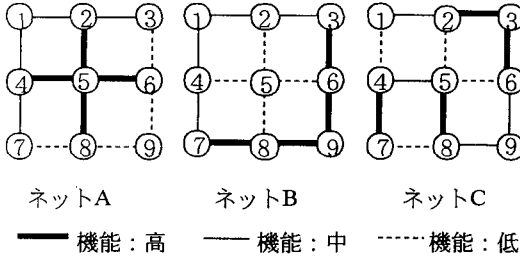 ① ② ③ ① ② ③ ① ② ③
④ ⑤ ⑥ ④ ⑤ ⑥ ④ ⑤ ⑥
⑦ ⑧ ⑨ ⑦ ⑧ ⑨ ⑦ ⑧ ⑨
ネットA ネットB ネットC
機能：高 機能：中 機能：低